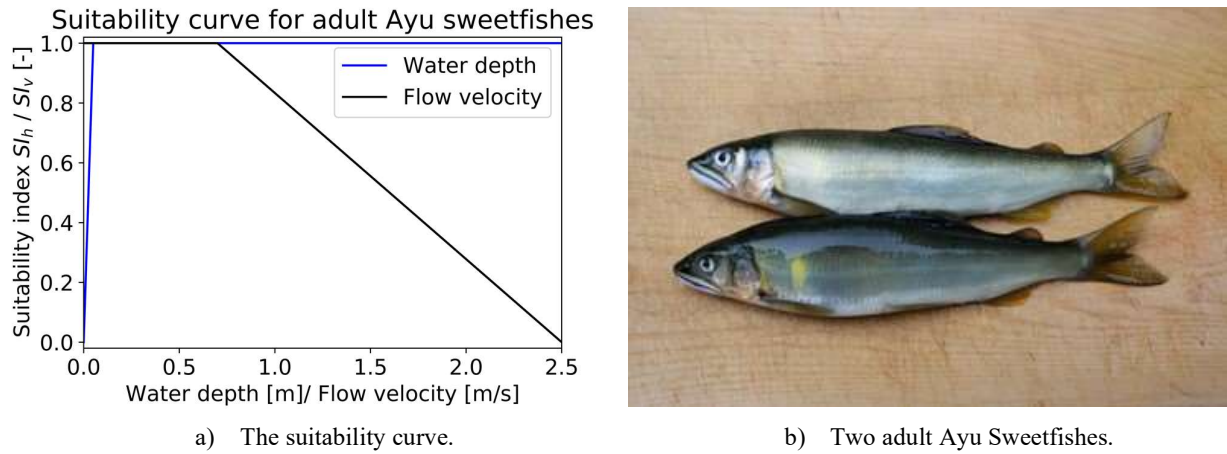 Suitability curve for adult Ayu sweetfishes
1.0
0.8
0.6
0.4
0.2
0.0
Suitability index SI_h / SI_v [-]
Water depth
Flow velocity
0.0 0.5 1.0 1.5 2.0 2.5
Water depth [m]/ Flow velocity [m/s]
a) The suitability curve.
b) Two adult Ayu Sweetfishes.